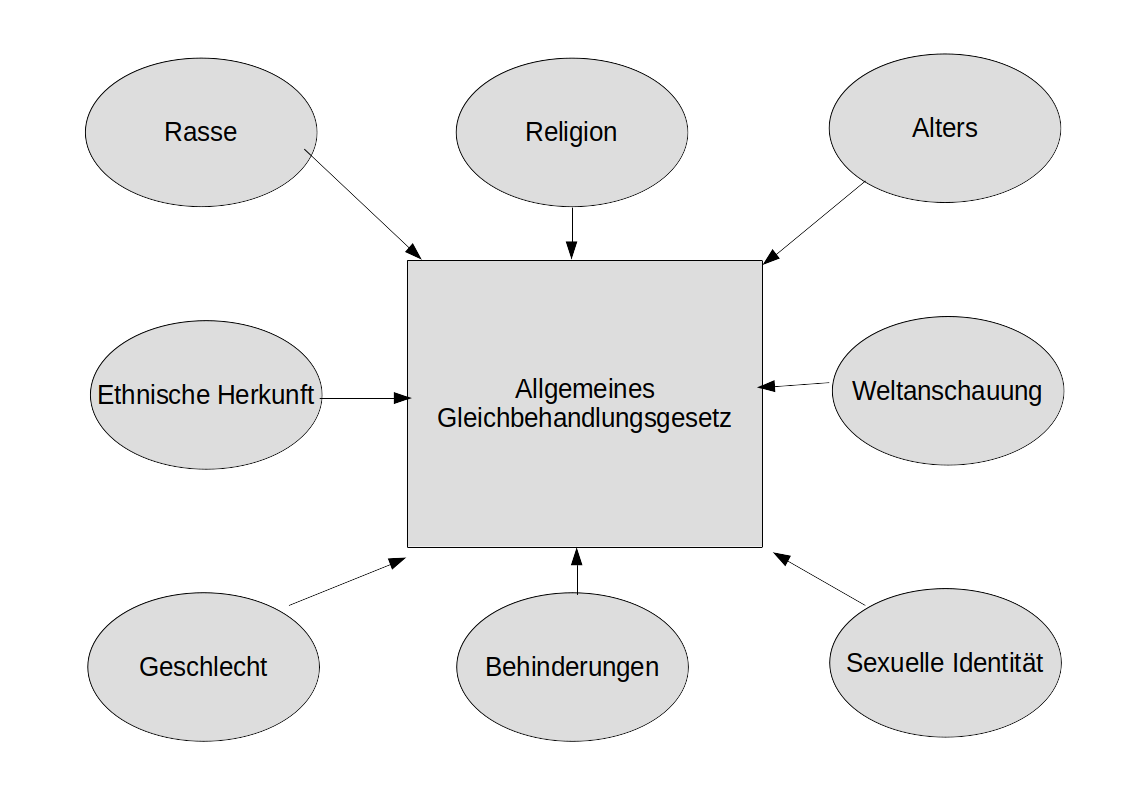 Rasse
Religion
Alters
Ethnische Herkunft
Allgemeines
Gleichbehandlungsgesetz
Weltanschauung
Geschlecht
Behinderungen
Sexuelle Identität